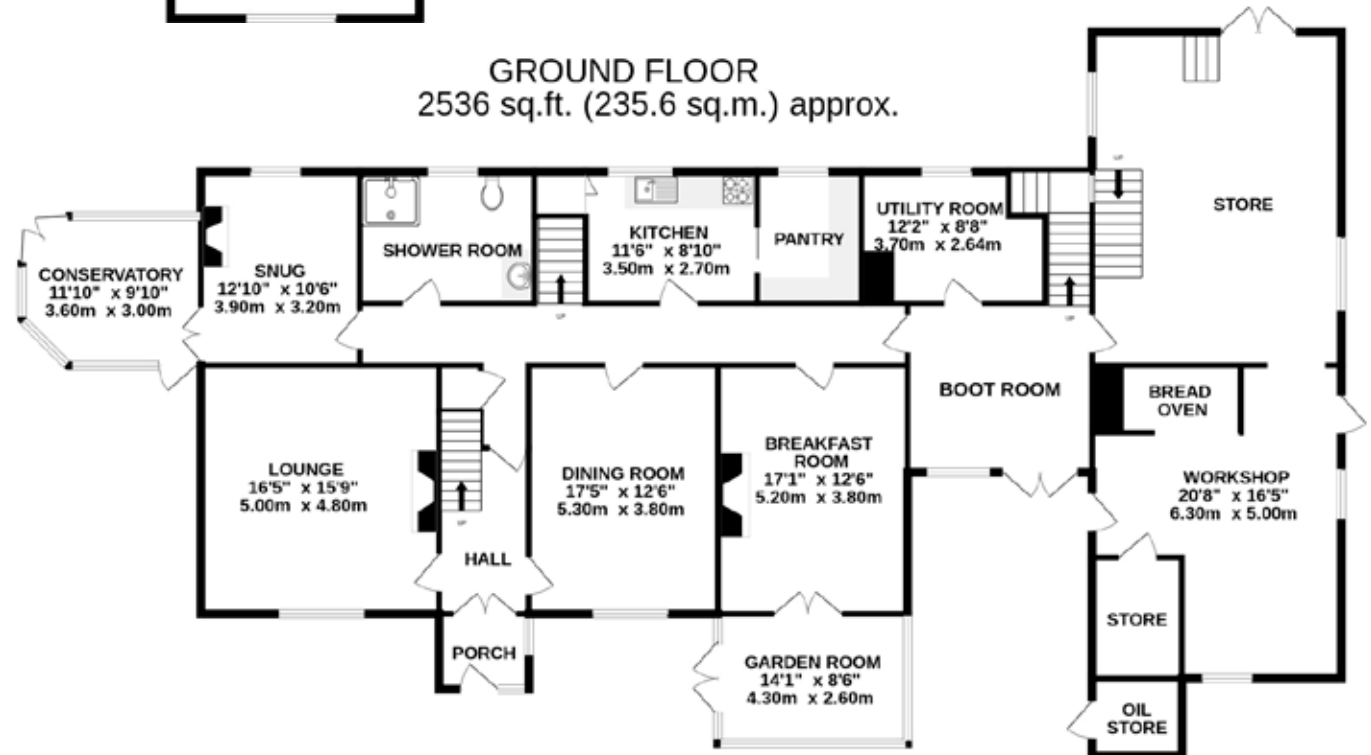 GROUND FLOOR
2536 sq.ft. (235.6 sq.m.) approx.
CONSERVATORY
11'10" x 9'10"
3.60m x 3.00m
SNUG
12'10" x 10'6"
3.90m x 3.20m
SHOWER ROOM
UP
KITCHEN
11'6" x 8'10"
3.50m x 2.70m
PANTRY
UTILITY ROOM
12'2" x 8'8"
3.70m x 2.64m
UP
UP
STORE
LOUNGE
16'5" x 15'9"
5.00m x 4.80m
UP
HALL
PORCH
DINING ROOM
17'5" x 12'6"
5.30m x 3.80m
BREAKFAST
ROOM
17'1" x 12'6"
5.20m x 3.80m
GARDEN ROOM
14'1" x 8'6"
4.30m x 2.60m
BOOT ROOM
BREAD
OVEN
WORKSHOP
20'8" x 16'5"
6.30m x 5.00m
STORE
OIL
STORE